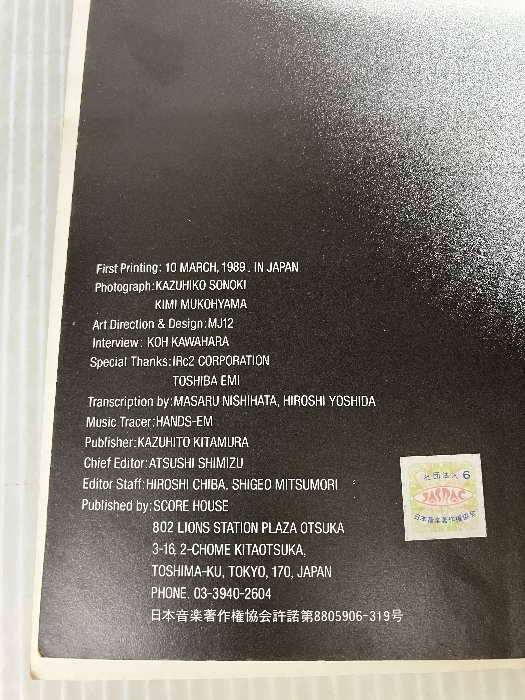 First Printing: 10 MARCH, 1989. IN JAPAN
Photograph: KAZUHIKO SONOKI
KIMI MUKOHYAMA
Art Direction & Design: MJ12
Interview: KOH KAWAHARA
Special Thanks: IRc2 CORPORATION
TOSHIBA EMI
Transcription by: MASARU NISHIHATA, HIROSHI YOSHIDA
Music Tracer: HANDS-EM
Publisher: KAZUHITO KITAMURA
Chief Editor: ATSUSHI SHIMIZU
Editor Staff: HIROSHI CHIBA, SHIGEO MITSUMORI
Published by: SCORE HOUSE
802 LIONS STATION PLAZA OTSUKA
3-16, 2-CHOME KITAOTSUKA,
TOSHIMA-KU, TOKYO, 170, JAPAN
PHONE. 03-3940-2604
日本音楽著作権協会許諾第8805906-319号
社団法人 6
JASRAC
日本音楽著作権協会